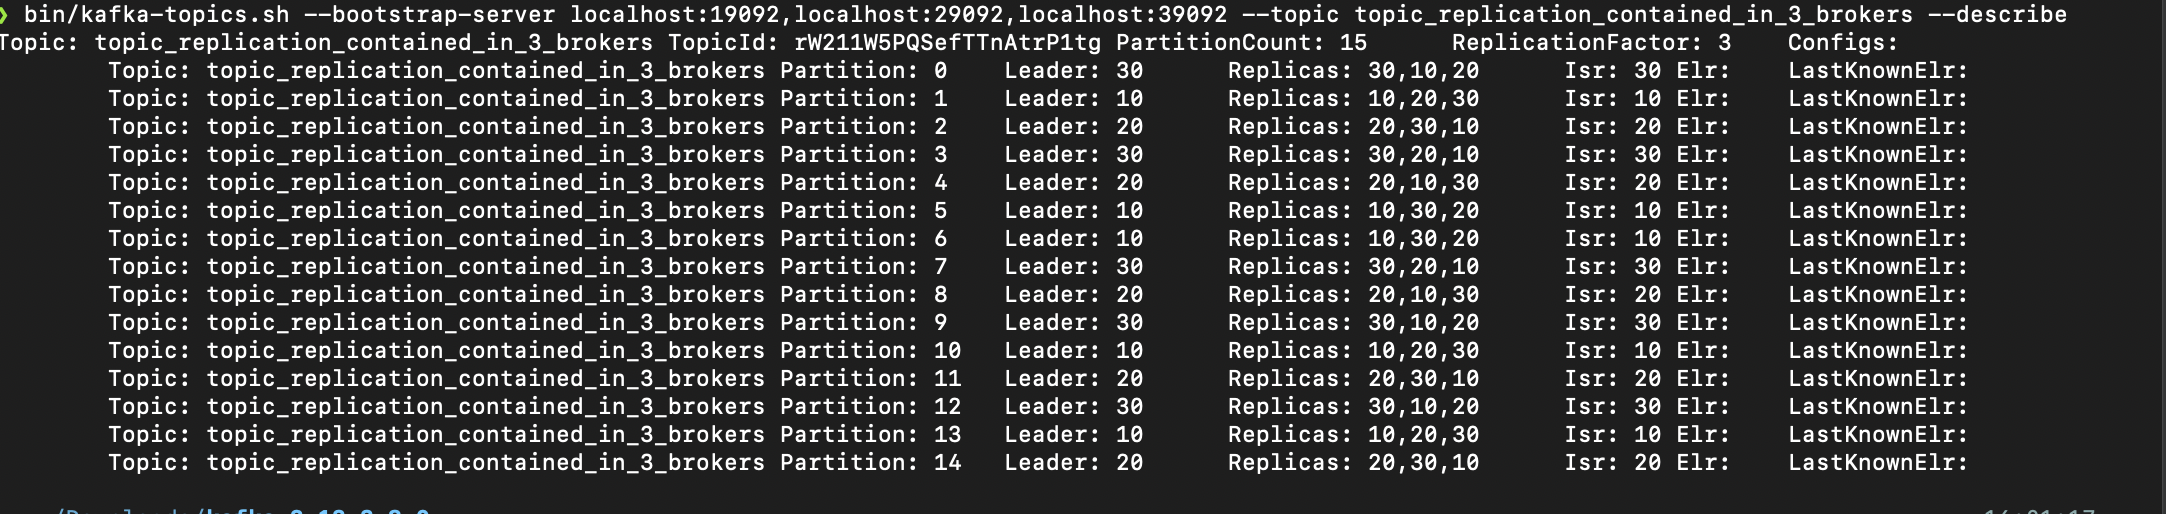 ❯ bin/kafka-topics.sh --bootstrap-server localhost:19092,localhost:29092,localhost:39092 --topic topic_replication_contained_in_3_brokers --describe
Topic: topic_replication_contained_in_3_brokers TopicId: rW211W5PQSefTTnAtrP1tg PartitionCount: 15 ReplicationFactor: 3 Configs:
Topic: topic_replication_contained_in_3_brokers Partition: 0 Leader: 30 Replicas: 30,10,20 Isr: 30 Elr: LastKnownElr:
Topic: topic_replication_contained_in_3_brokers Partition: 1 Leader: 10 Replicas: 10,20,30 Isr: 10 Elr: LastKnownElr:
Topic: topic_replication_contained_in_3_brokers Partition: 2 Leader: 20 Replicas: 20,30,10 Isr: 20 Elr: LastKnownElr:
Topic: topic_replication_contained_in_3_brokers Partition: 3 Leader: 30 Replicas: 30,20,10 Isr: 30 Elr: LastKnownElr:
Topic: topic_replication_contained_in_3_brokers Partition: 4 Leader: 20 Replicas: 20,10,30 Isr: 20 Elr: LastKnownElr:
Topic: topic_replication_contained_in_3_brokers Partition: 5 Leader: 10 Replicas: 10,30,20 Isr: 10 Elr: LastKnownElr:
Topic: topic_replication_contained_in_3_brokers Partition: 6 Leader: 10 Replicas: 10,30,20 Isr: 10 Elr: LastKnownElr:
Topic: topic_replication_contained_in_3_brokers Partition: 7 Leader: 30 Replicas: 30,20,10 Isr: 30 Elr: LastKnownElr:
Topic: topic_replication_contained_in_3_brokers Partition: 8 Leader: 20 Replicas: 20,10,30 Isr: 20 Elr: LastKnownElr:
Topic: topic_replication_contained_in_3_brokers Partition: 9 Leader: 30 Replicas: 30,10,20 Isr: 30 Elr: LastKnownElr:
Topic: topic_replication_contained_in_3_brokers Partition: 10 Leader: 10 Replicas: 10,20,30 Isr: 10 Elr: LastKnownElr:
Topic: topic_replication_contained_in_3_brokers Partition: 11 Leader: 20 Replicas: 20,30,10 Isr: 20 Elr: LastKnownElr:
Topic: topic_replication_contained_in_3_brokers Partition: 12 Leader: 30 Replicas: 30,10,20 Isr: 30 Elr: LastKnownElr:
Topic: topic_replication_contained_in_3_brokers Partition: 13 Leader: 10 Replicas: 10,20,30 Isr: 10 Elr: LastKnownElr:
Topic: topic_replication_contained_in_3_brokers Partition: 14 Leader: 20 Replicas: 20,30,10 Isr: 20 Elr: LastKnownElr: